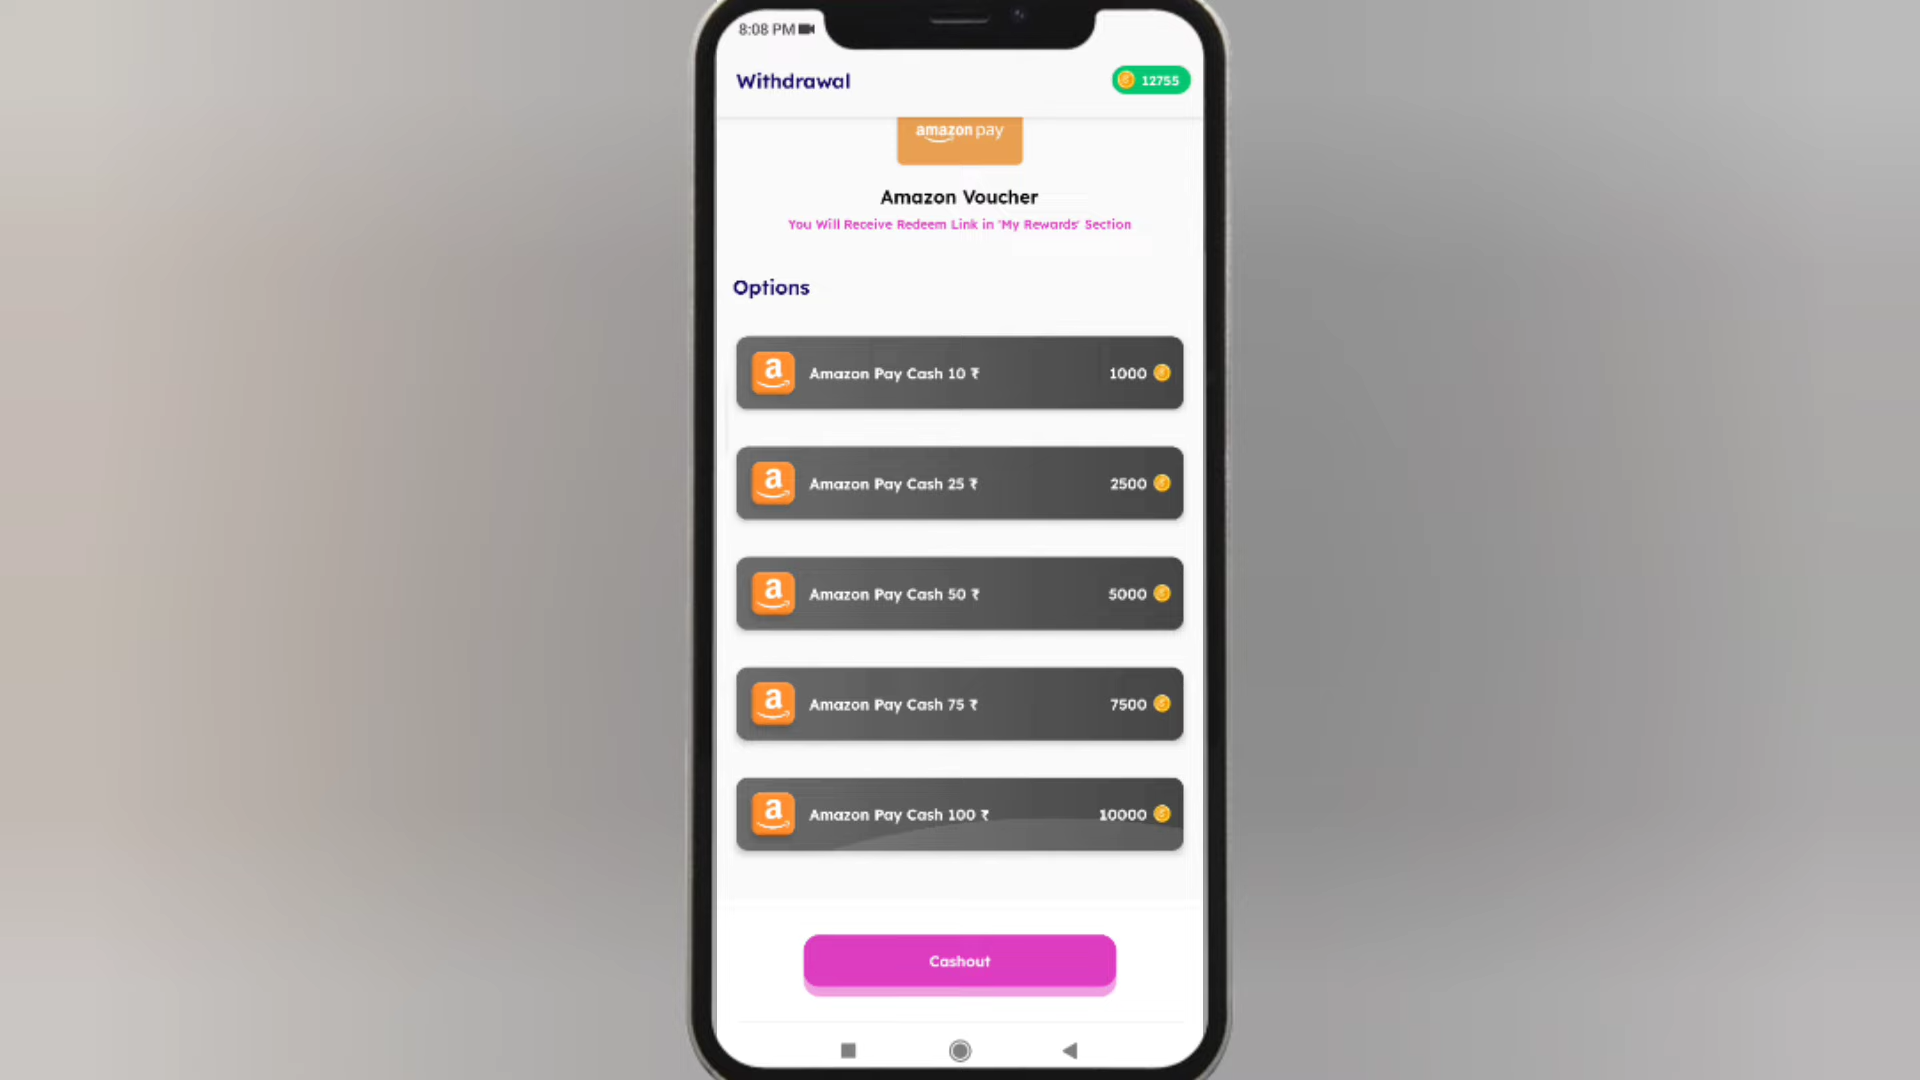 8:08 PM
Withdrawal
12755
amazon pay
Amazon Voucher
You Will Receive Redeem Link in 'My Rewards' Section
Options
a Amazon Pay Cash 10 ₹ 1000
a Amazon Pay Cash 25 ₹ 2500
a Amazon Pay Cash 50 ₹ 5000
a Amazon Pay Cash 75 ₹ 7500
a Amazon Pay Cash 100 ₹ 10000
Cashout